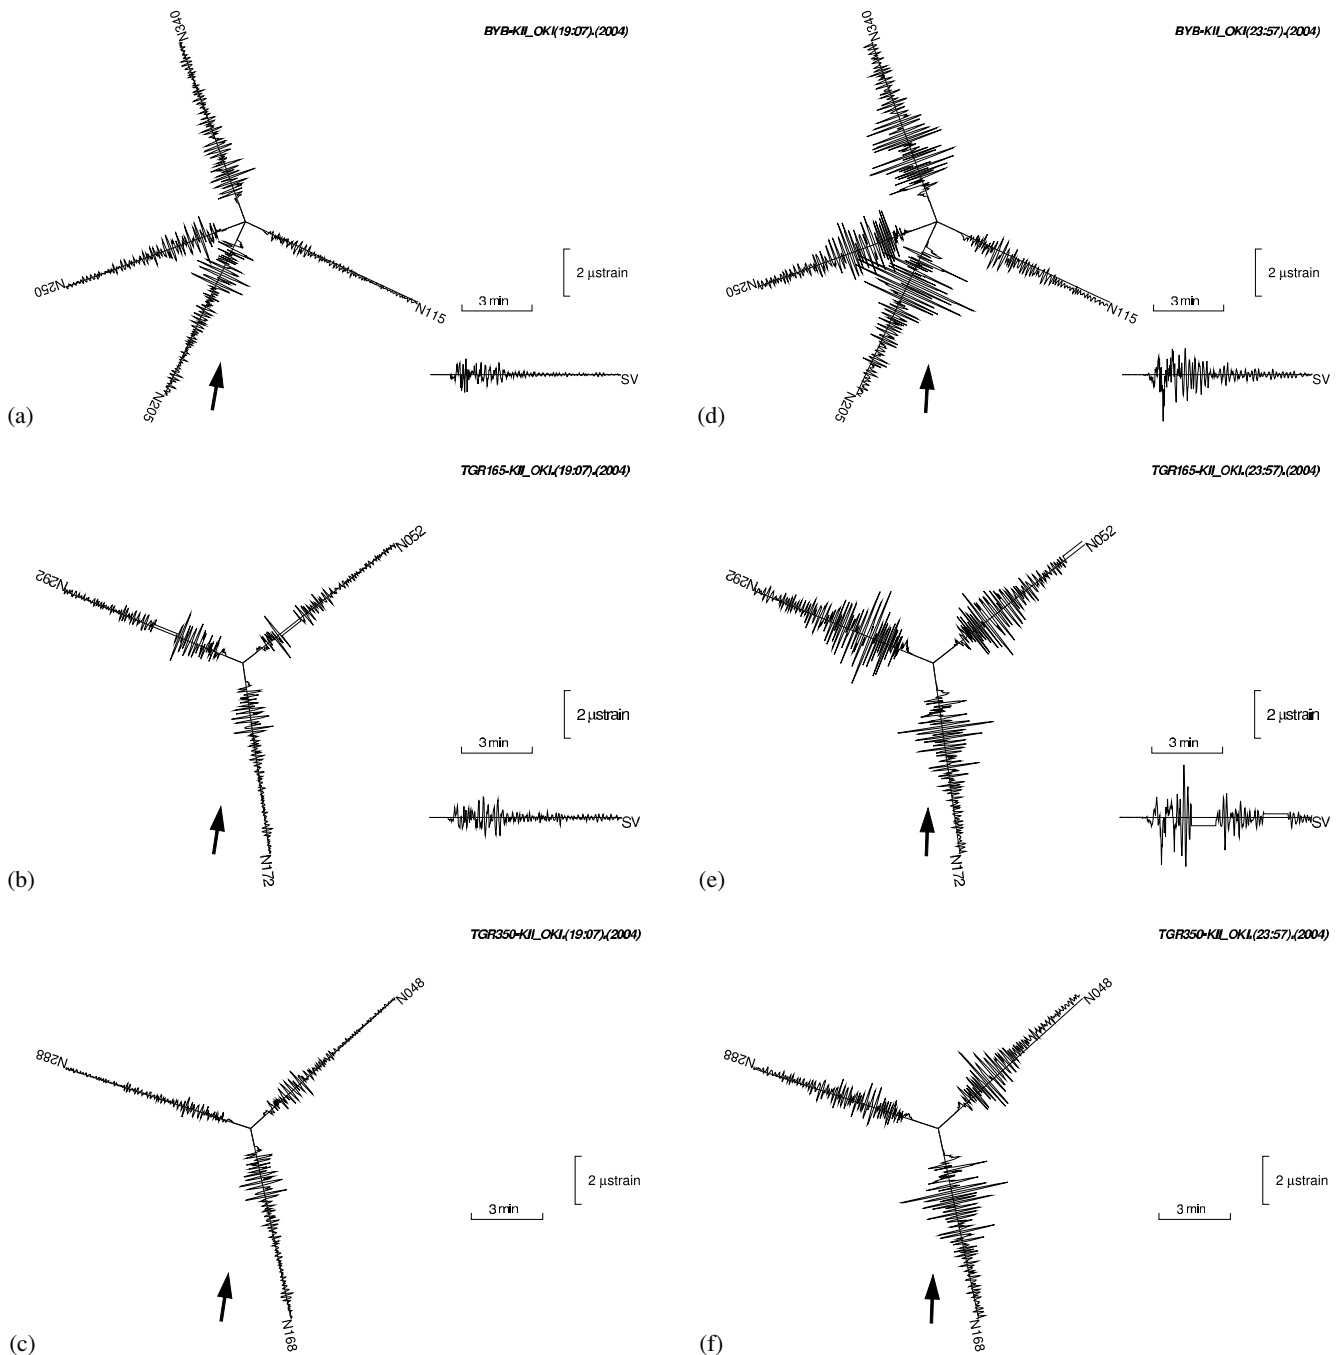 BYB-KII_OKI(19:07).(2004)
N340
N250
N205
N115
2 μstrain
3 min
SV
(a)
BYB-KII_OKI(23:57).(2004)
N340
N250
N205
N115
2 μstrain
3 min
SV
(d)
TGR165-KII_OKI.(19:07).(2004)
N052
N292
N172
2 μstrain
3 min
SV
(b)
TGR165-KII_OKI.(23:57).(2004)
N052
N292
N172
2 μstrain
3 min
SV
(e)
TGR350-KII_OKI.(19:07).(2004)
N048
N288
N168
2 μstrain
3 min
(c)
TGR350-KII_OKI.(23:57).(2004)
N048
N288
N168
2 μstrain
3 min
(f)